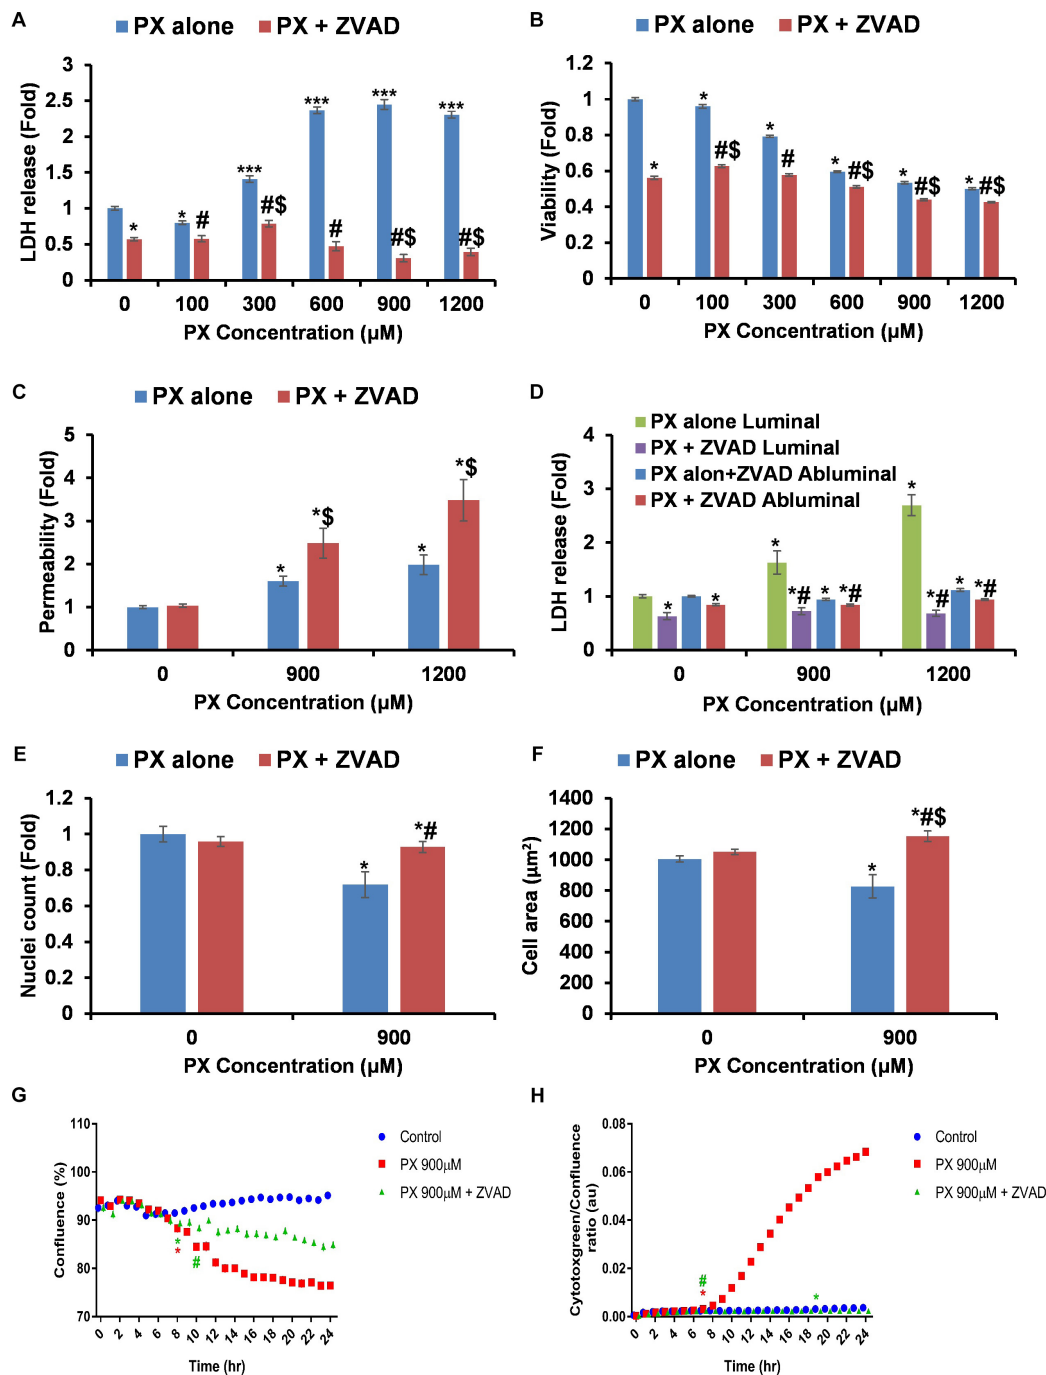 A
PX alone PX + ZVAD
LDH release (Fold)
3
2.5
2
1.5
1
0.5
0
*
*
#
***
#$
***
#
***
#$
***
#$
0 100 300 600 900 1200
PX Concentration (µM)
B
PX alone PX + ZVAD
Viability (Fold)
1.2
1
0.8
0.6
0.4
0.2
0
*
*
#$
*
#
*
#$
*
#$
*
#$
0 100 300 600 900 1200
PX Concentration (µM)
C
PX alone PX + ZVAD
Permeability (Fold)
5
4
3
2
1
0
*
*$
*
*$
0 900 1200
PX Concentration (µM)
D
PX alone Luminal
PX + ZVAD Luminal
PX alon+ZVAD Abluminal
PX + ZVAD Abluminal
LDH release (Fold)
4
3
2
1
0
*
*
*
*#
*
*#
*
*#
*
*#
0 900 1200
PX Concentration (µM)
E
PX alone PX + ZVAD
Nuclei count (Fold)
1.2
1
0.8
0.6
0.4
0.2
0
*
*#
0 900
PX Concentration (µM)
F
PX alone PX + ZVAD
Cell area (µm²)
1400
1200
1000
800
600
400
200
0
*
*#$
0 900
PX Concentration (µM)
G
Confluence (%)
110
100
90
80
70
*
*
#
0 2 4 6 8 10 12 14 16 18 20 22 24
Time (hr)
Control
PX 900µM
PX 900µM + ZVAD
H
Cytotoxgreen/Confluence
ratio (au)
0.08
0.06
0.04
0.02
0.00
#
*
*
0 2 4 6 8 10 12 14 16 18 20 22 24
Time (hr)
Control
PX 900µM
PX 900µM + ZVAD